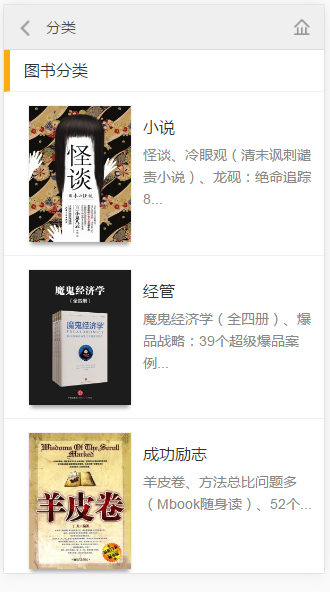 分类
图书分类
怪
谈
小说
怪谈、冷眼观（清末讽刺谴
责小说）、龙砚：绝命追踪
8...
魔鬼经济学
（全四册）
魔鬼经济学
经管
魔鬼经济学（全四册）、爆
品战略：39个超级爆品案
例...
Wisdoms Of The Scroll
Marked
羊皮卷
成功励志
羊皮卷、方法总比问题多
（Mbook随身读）、52个...